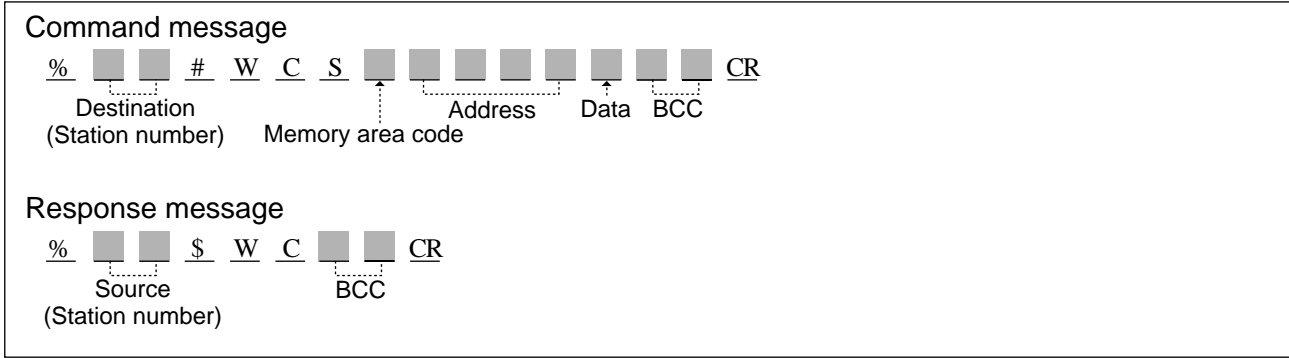 Command message
% # W C S CR
Destination Address Data BCC
(Station number) Memory area code
Response message
% $ W C CR
Source BCC
(Station number)